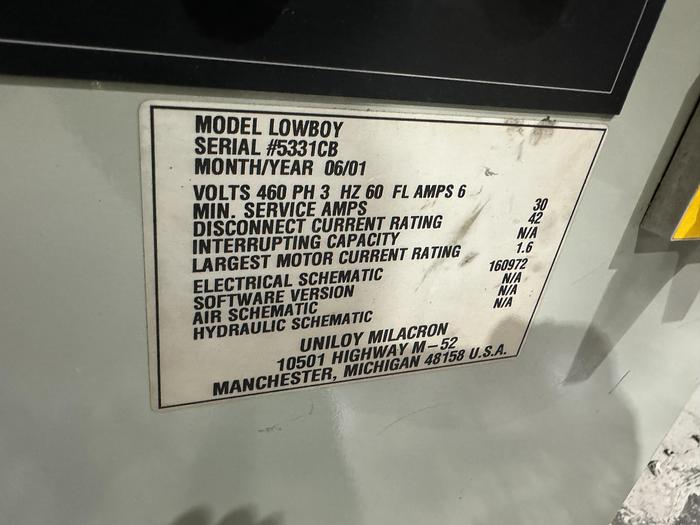 MODEL LOWBOY
SERIAL #5331CB
MONTH/YEAR 06/01
VOLTS 460 PH 3 HZ 60 FL AMPS 6
MIN. SERVICE AMPS 30
DISCONNECT CURRENT RATING 42
INTERRUPTING CAPACITY N/A
LARGEST MOTOR CURRENT RATING 1.6
ELECTRICAL SCHEMATIC 160972
SOFTWARE VERSION N/A
AIR SCHEMATIC N/A
HYDRAULIC SCHEMATIC N/A
UNILOY MILACRON
10501 HIGHWAY M-52
MANCHESTER, MICHIGAN 48158 U.S.A.